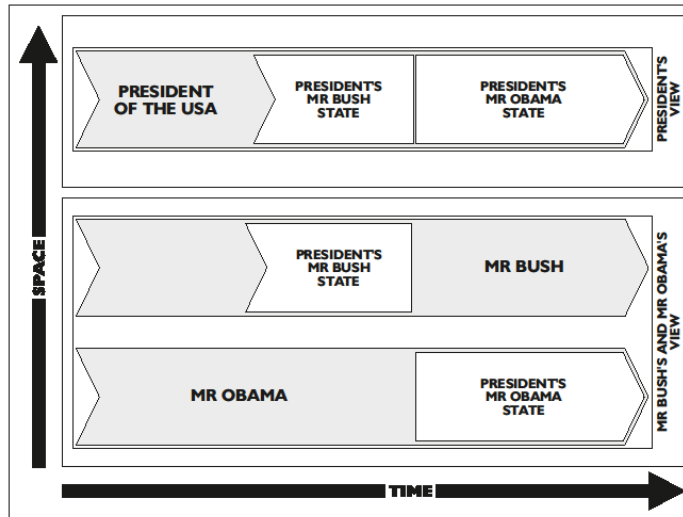 PRESIDENT
OF THE USA
PRESIDENT'S
MR BUSH
STATE
PRESIDENT'S
MR OBAMA
STATE
PRESIDENT'S
VIEW
PRESIDENT'S
MR BUSH
STATE
MR BUSH
MR OBAMA
PRESIDENT'S
MR OBAMA
STATE
MR BUSH'S AND MR OBAMA'S
VIEW
SPACE
TIME